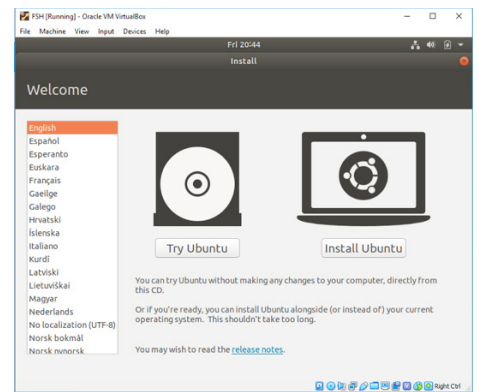 FSH [Running] - Oracle VM VirtualBox
File Machine View Input Devices Help
Fri 20:44
Install
Welcome
English
Español
Esperanto
Euskara
Français
Gaeilge
Galego
Hrvatski
Íslenska
Italiano
Kurdî
Latviski
Lietuviškai
Magyar
Nederlands
No localization (UTF-8)
Norsk bokmål
Norsk nynorsk
Try Ubuntu
Install Ubuntu
You can try Ubuntu without making any changes to your computer, directly from
this CD.
Or if you're ready, you can install Ubuntu alongside (or instead of) your current
operating system. This shouldn't take too long.
You may wish to read the release notes.
Right Ctrl